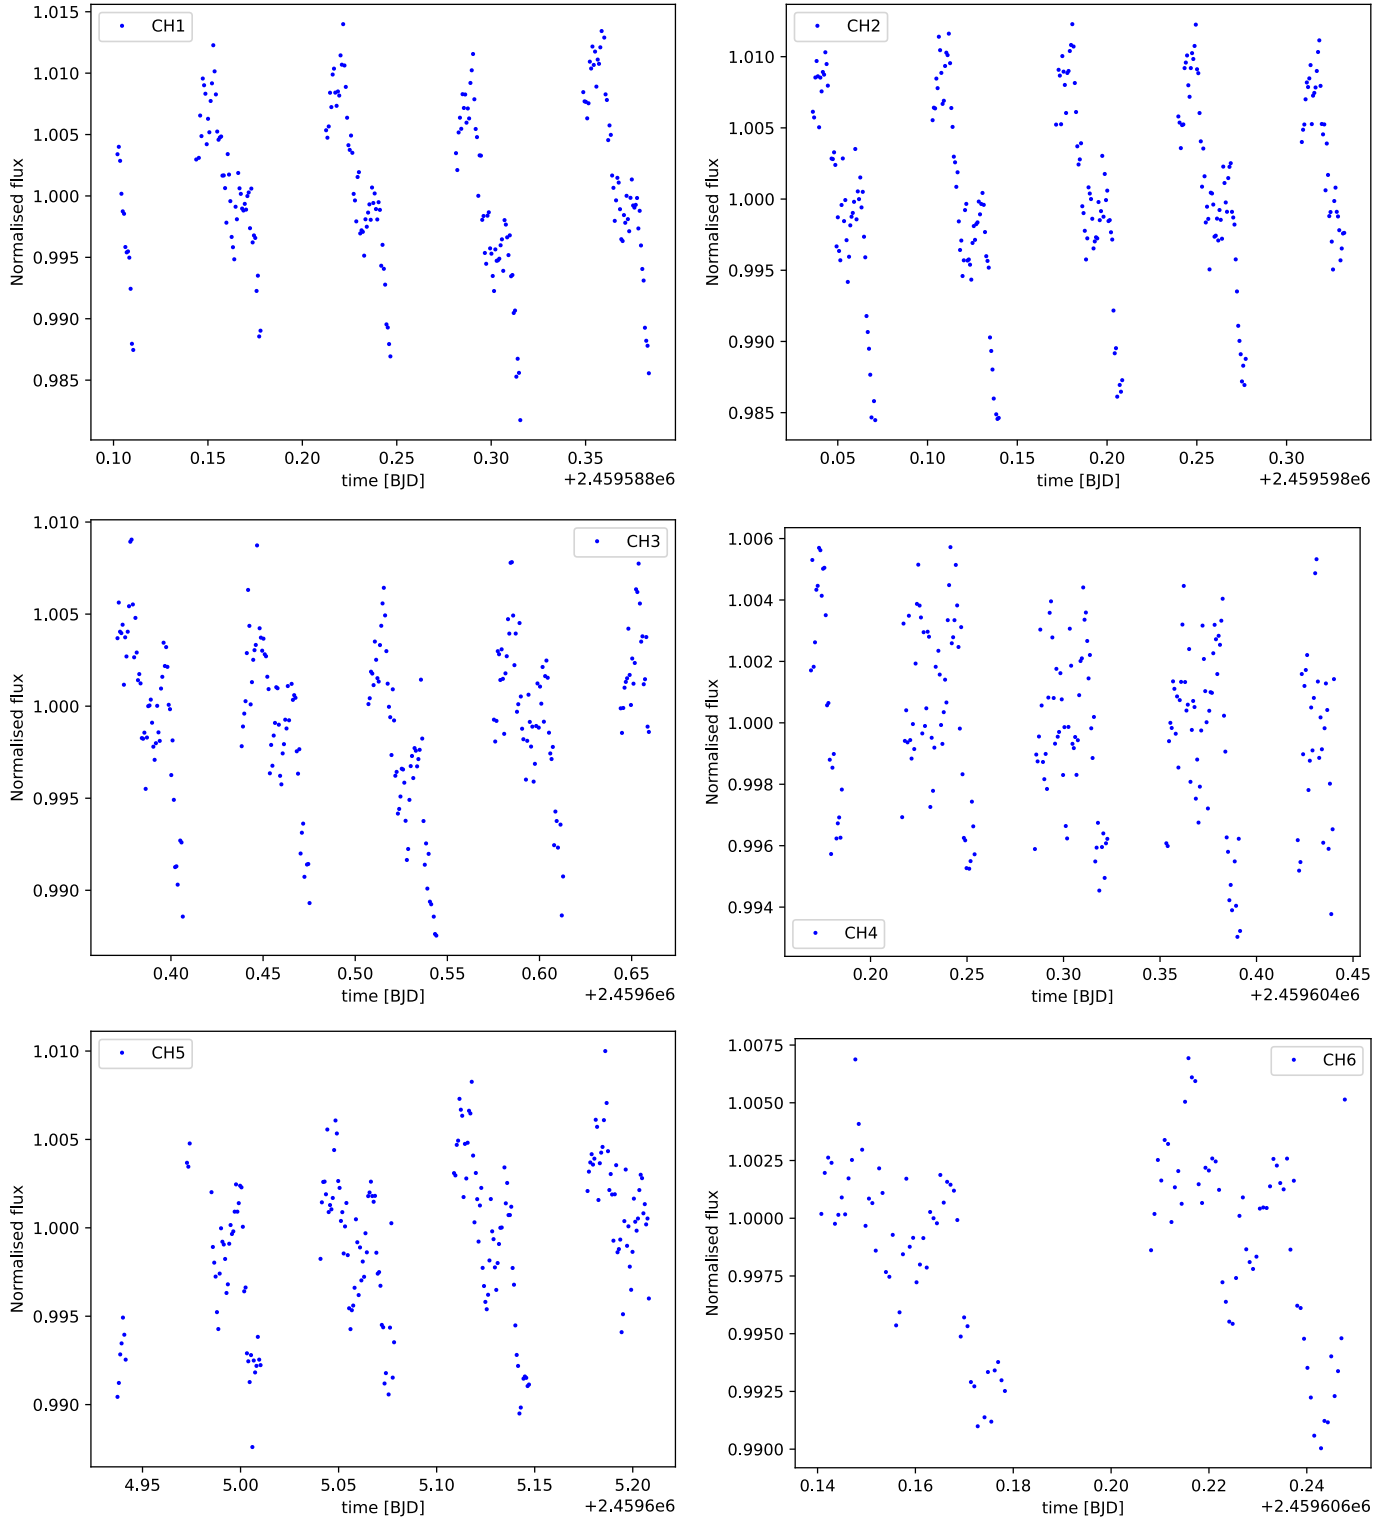 CH1
Normalised flux
1.015
1.010
1.005
1.000
0.995
0.990
0.985
0.10 0.15 0.20 0.25 0.30 0.35
time [BJD]
+2.459588e6
CH2
Normalised flux
1.010
1.005
1.000
0.995
0.990
0.985
0.05 0.10 0.15 0.20 0.25 0.30
time [BJD]
+2.459598e6
CH3
Normalised flux
1.010
1.005
1.000
0.995
0.990
0.40 0.45 0.50 0.55 0.60 0.65
time [BJD]
+2.4596e6
CH4
Normalised flux
1.006
1.004
1.002
1.000
0.998
0.996
0.994
0.20 0.25 0.30 0.35 0.40 0.45
time [BJD]
+2.459604e6
CH5
Normalised flux
1.010
1.005
1.000
0.995
0.990
4.95 5.00 5.05 5.10 5.15 5.20
time [BJD]
+2.4596e6
CH6
Normalised flux
1.0075
1.0050
1.0025
1.0000
0.9975
0.9950
0.9925
0.9900
0.14 0.16 0.18 0.20 0.22 0.24
time [BJD]
+2.459606e6